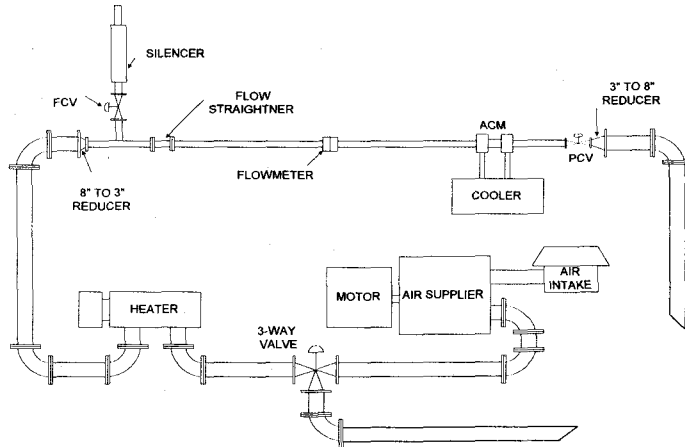 SILENCER
FCV
FLOW
STRAIGHTNER
3" TO 8"
REDUCER
ACM
PCV
FLOWMETER
8" TO 3"
REDUCER
COOLER
AIR
INTAKE
MOTOR
AIR SUPPLIER
HEATER
3-WAY
VALVE